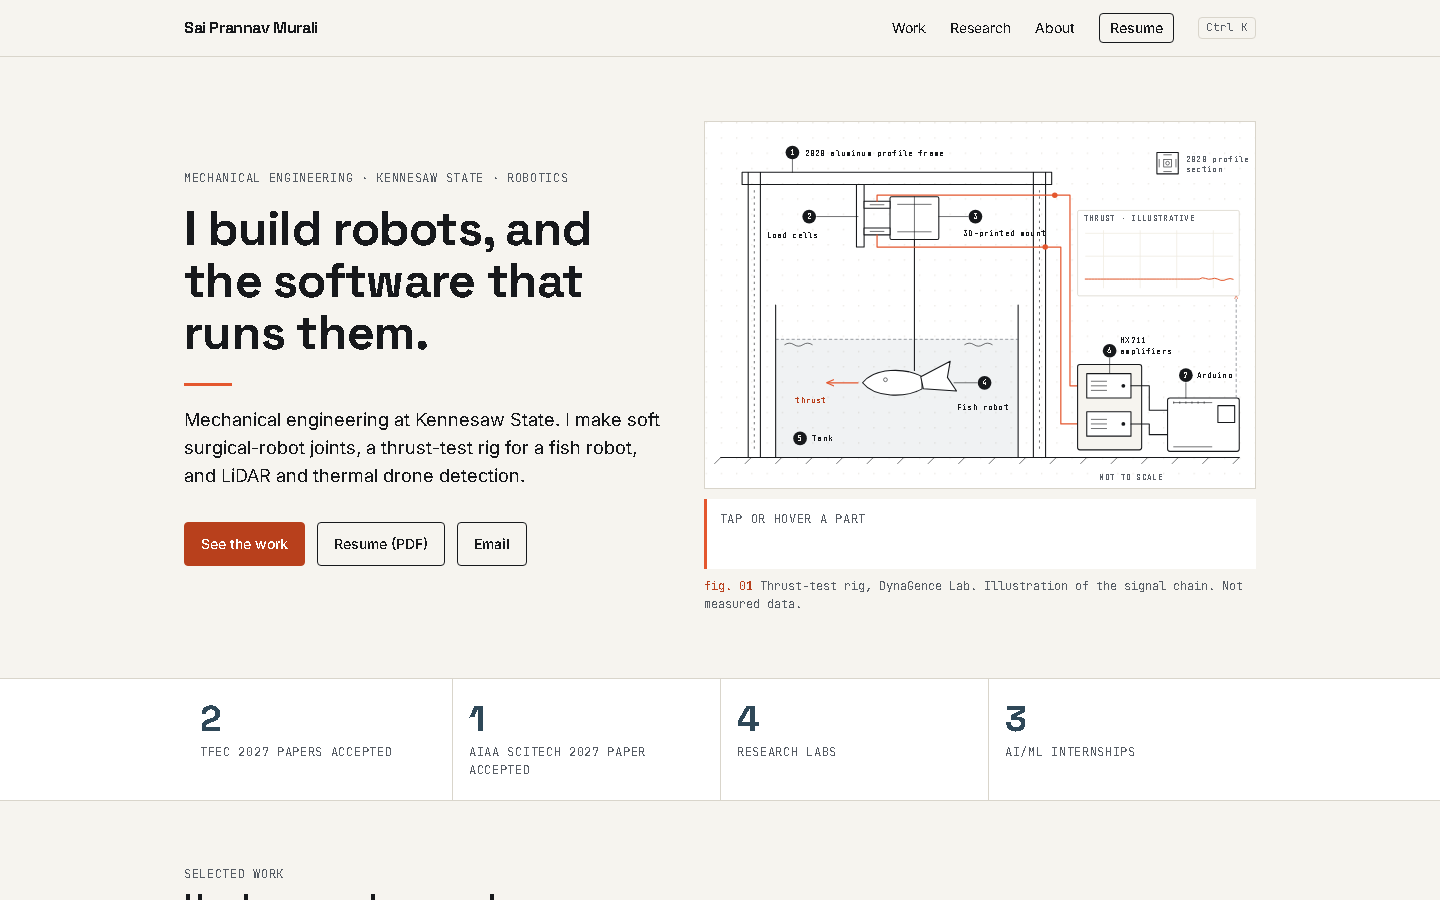 Sai Prannav Murali
Work
Research
About
Resume
Ctrl K
MECHANICAL ENGINEERING · KENNESAW STATE · ROBOTICS
I build robots, and
the software that
runs them.
Mechanical engineering at Kennesaw State. I make soft
surgical-robot joints, a thrust-test rig for a fish robot,
and LiDAR and thermal drone detection.
See the work
Resume (PDF)
Email
1 2020 aluminum profile frame
2020 profile
section
2
Load cells
3
3D-printed mount
THRUST · ILLUSTRATIVE
thrust
4
Fish robot
5 Tank
HX711
6 amplifiers
7 Arduino
NOT TO SCALE
TAP OR HOVER A PART
fig. 01 Thrust-test rig, DynaGence Lab. Illustration of the signal chain. Not
measured data.
2
TFEC 2027 PAPERS ACCEPTED
1
AIAA SCITECH 2027 PAPER
ACCEPTED
4
RESEARCH LABS
3
AI/ML INTERNSHIPS
SELECTED WORK